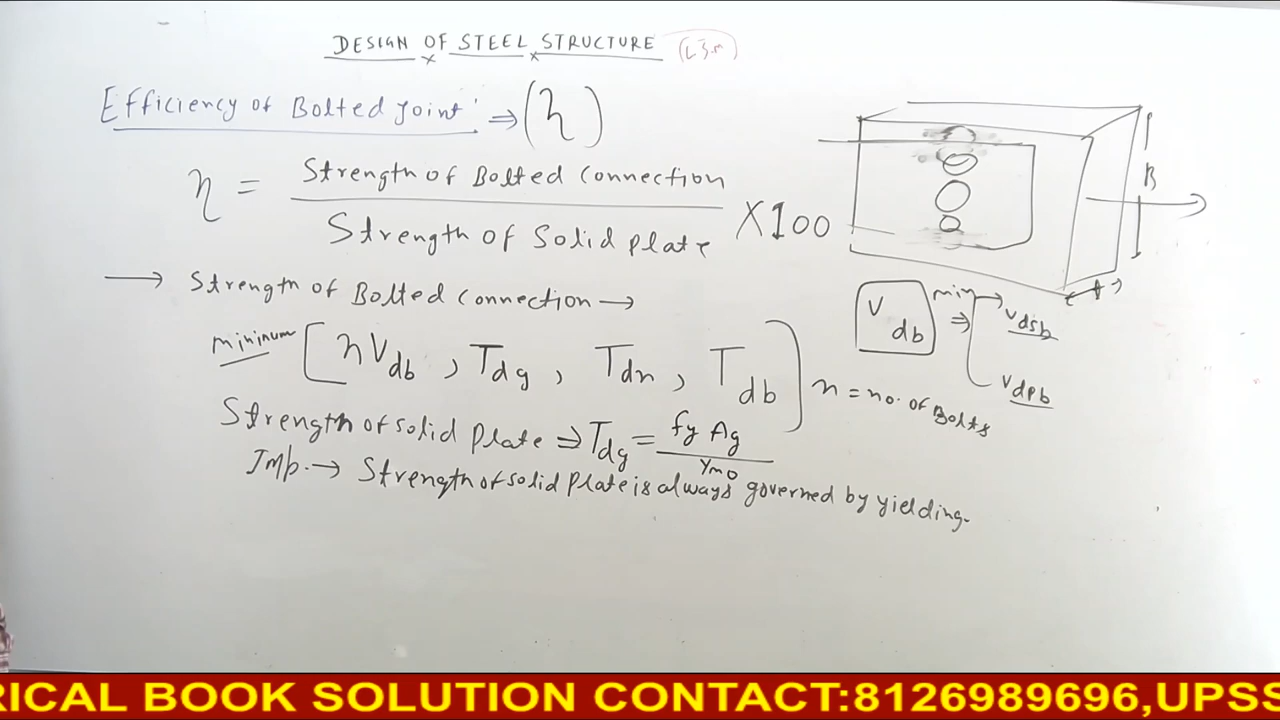 DESIGN OF STEEL STRUCTURE
Efficiency of Bolted Joint ⇒ (η)
η = Strength of Bolted Connection
Strength of Solid plate
X100
B
t
→ Strength of Bolted Connection →
minimum [nVdb, Tdg, Tdn, Tdb] n = no. of Bolts
Vdb ⇒ min → Vdsb
Vdpb
Strength of solid plate ⇒ Tdg = fy Ag
γm0
Imp. → Strength of solid plate is always governed by yielding.
RICAL BOOK SOLUTION CONTACT:8126989696,UPSS